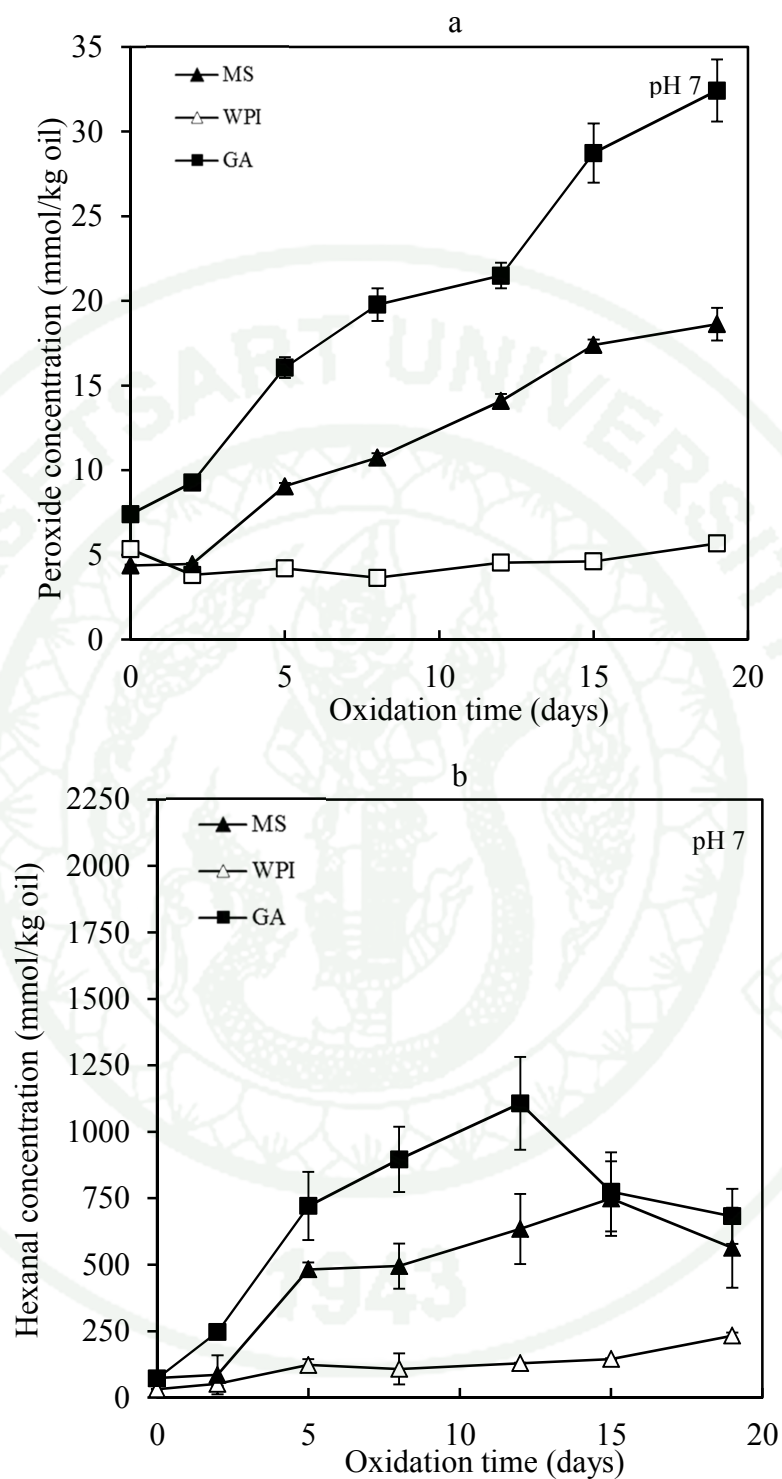 a
35
30
25
20
15
10
5
0
MS
WPI
GA
pH 7
Peroxide concentration (mmol/kg oil)
0 5 10 15 20
Oxidation time (days)
b
2250
2000
1750
1500
1250
1000
750
500
250
0
MS
WPI
GA
pH 7
Hexanal concentration (mmol/kg oil)
0 5 10 15 20
Oxidation time (days)
1943